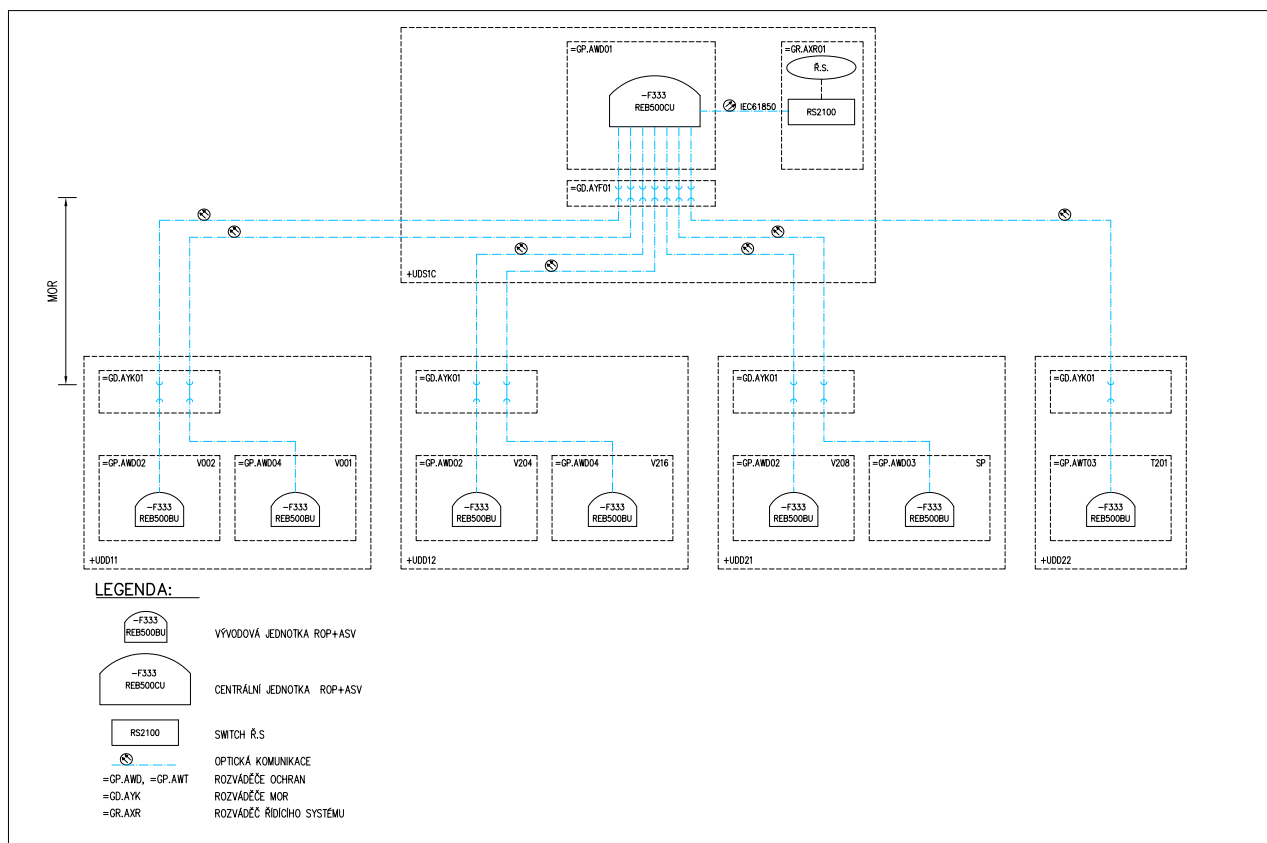 =GP.AWD01
=GR.AXR01
Ř.S.
-F333
REB500CU
IEC61850
RS2100
=GD.AYF01
+UDS1C
MOR
=GD.AYK01
=GD.AYK01
=GD.AYK01
=GD.AYK01
=GP.AWD02
V002
=GP.AWD04
V001
=GP.AWD02
V204
=GP.AWD04
V216
=GP.AWD02
V208
=GP.AWD03
SP
=GP.AWT03
T201
-F333
REB500BU
-F333
REB500BU
-F333
REB500BU
-F333
REB500BU
-F333
REB500BU
-F333
REB500BU
-F333
REB500BU
+UDD11
+UDD12
+UDD21
+UDD22
LEGENDA:
-F333
REB500BU
VÝVODOVÁ JEDNOTKA ROP+ASV
-F333
REB500CU
CENTRÁLNÍ JEDNOTKA ROP+ASV
RS2100
SWITCH Ř.S
OPTICKÁ KOMUNIKACE
=GP.AWD, =GP.AWT ROZVÁDĚČE OCHRAN
=GD.AYK ROZVÁDĚČE MOR
=GR.AXR ROZVÁDĚČ ŘÍDÍCÍHO SYSTÉMU